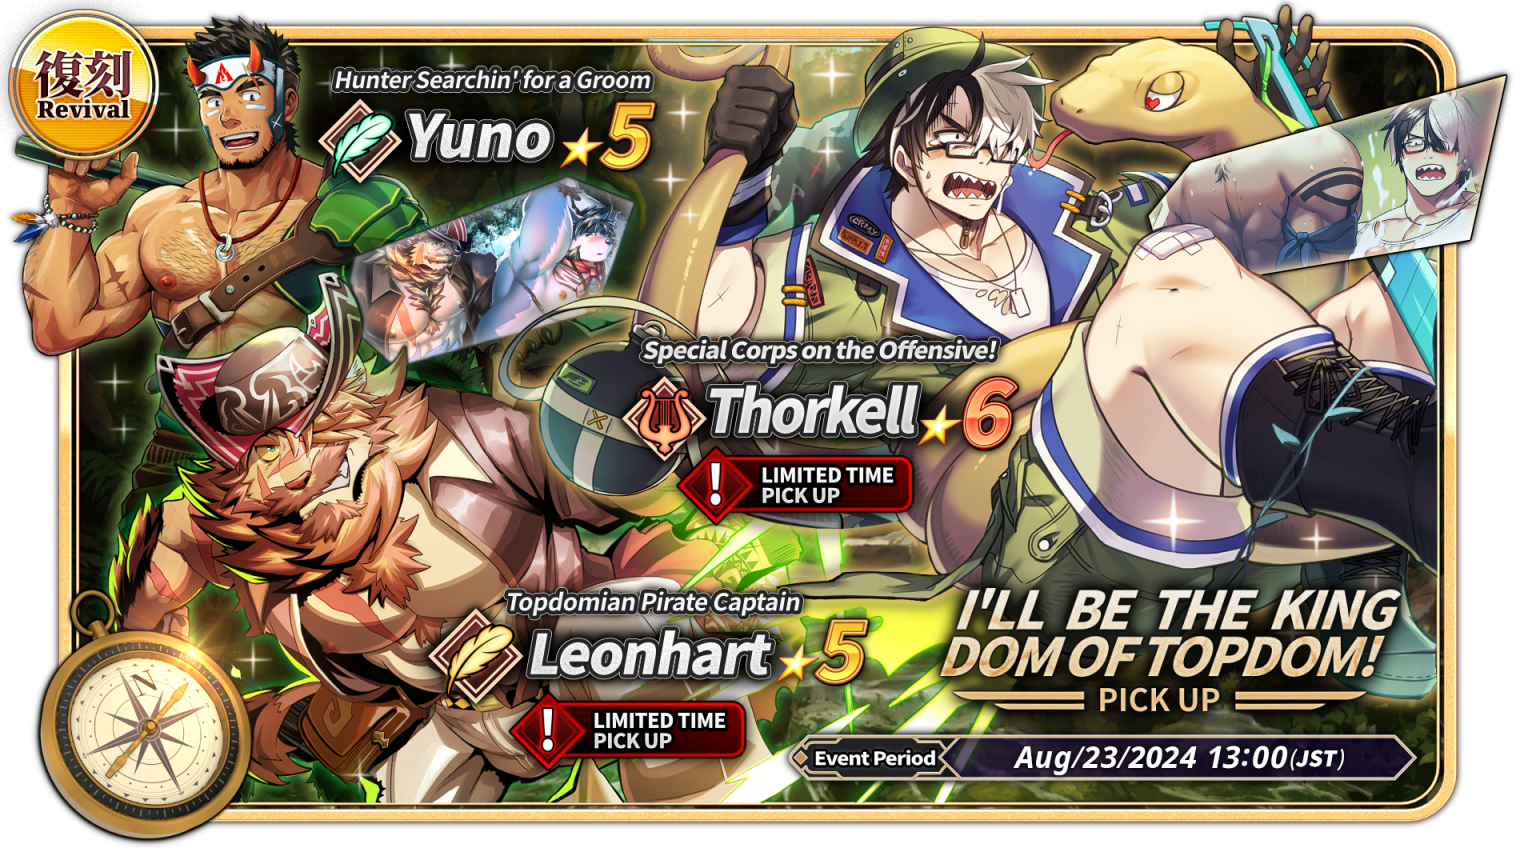 復刻
Revival
Hunter Searchin' for a Groom
Yuno ★5
Special Corps on the Offensive!
Thorkell ★6
! LIMITED TIME
PICK UP
Topdomian Pirate Captain
Leonhart ★5
! LIMITED TIME
PICK UP
I'LL BE THE KING
DOM OF TOPDOM!
PICK UP
Event Period Aug/23/2024 13:00(JST)
N